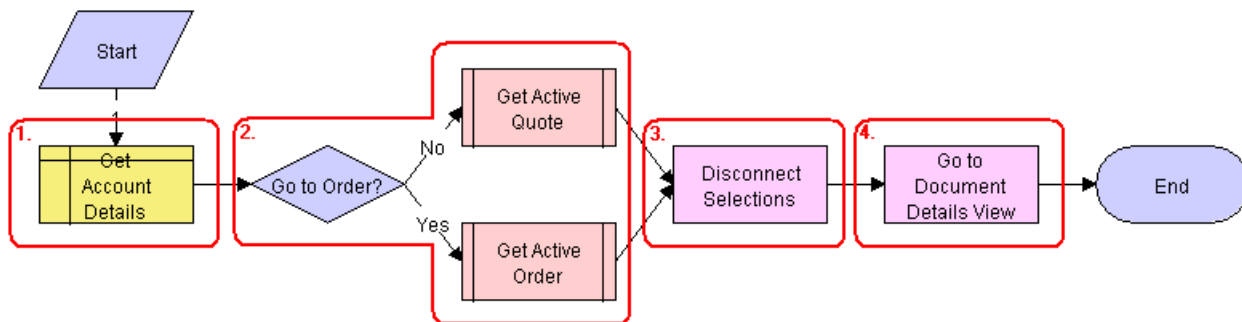 Start
1
1.
Get
Account
Details
2.
Go to Order?
No
Yes
Get Active
Quote
Get Active
Order
3.
Disconnect
Selections
4.
Go to
Document
Details View
End